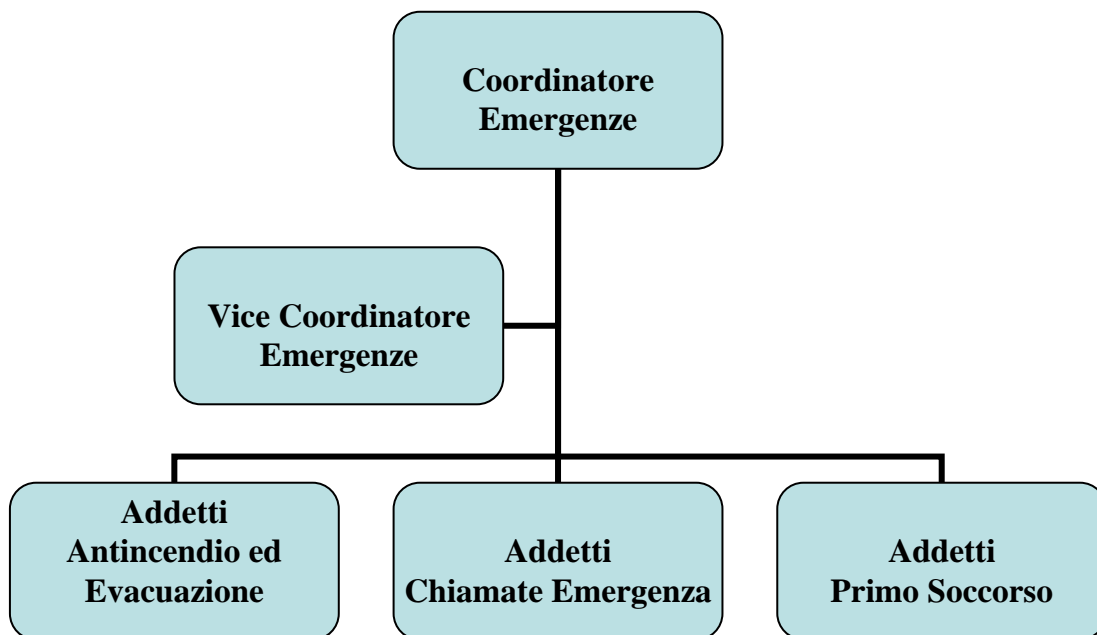 Coordinatore
Emergenze
Vice Coordinatore
Emergenze
Addetti
Antincendio ed
Evacuazione
Addetti
Chiamate Emergenza
Addetti
Primo Soccorso